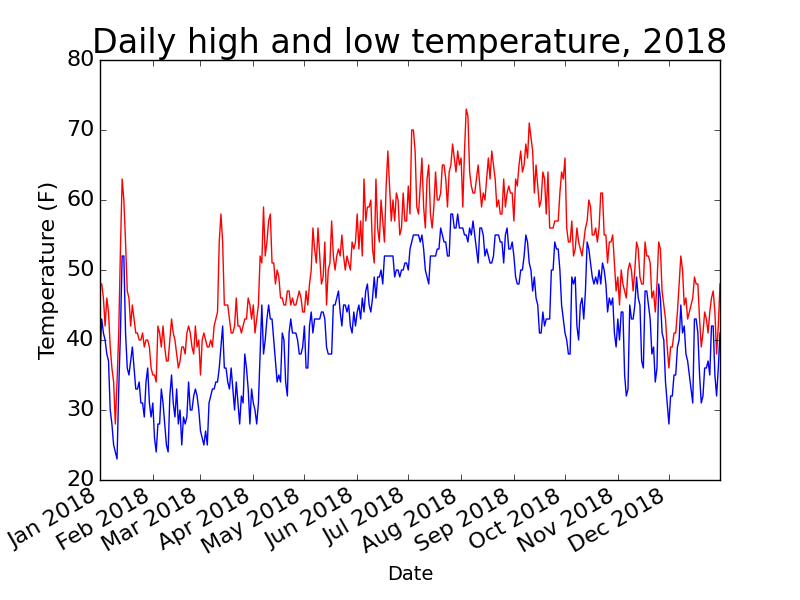 Daily high and low temperature, 2018
80
70
60
50
40
30
20
Temperature (F)
Jan 2018
Feb 2018
Mar 2018
Apr 2018
May 2018
Jun 2018
Jul 2018
Aug 2018
Sep 2018
Oct 2018
Nov 2018
Dec 2018
Date